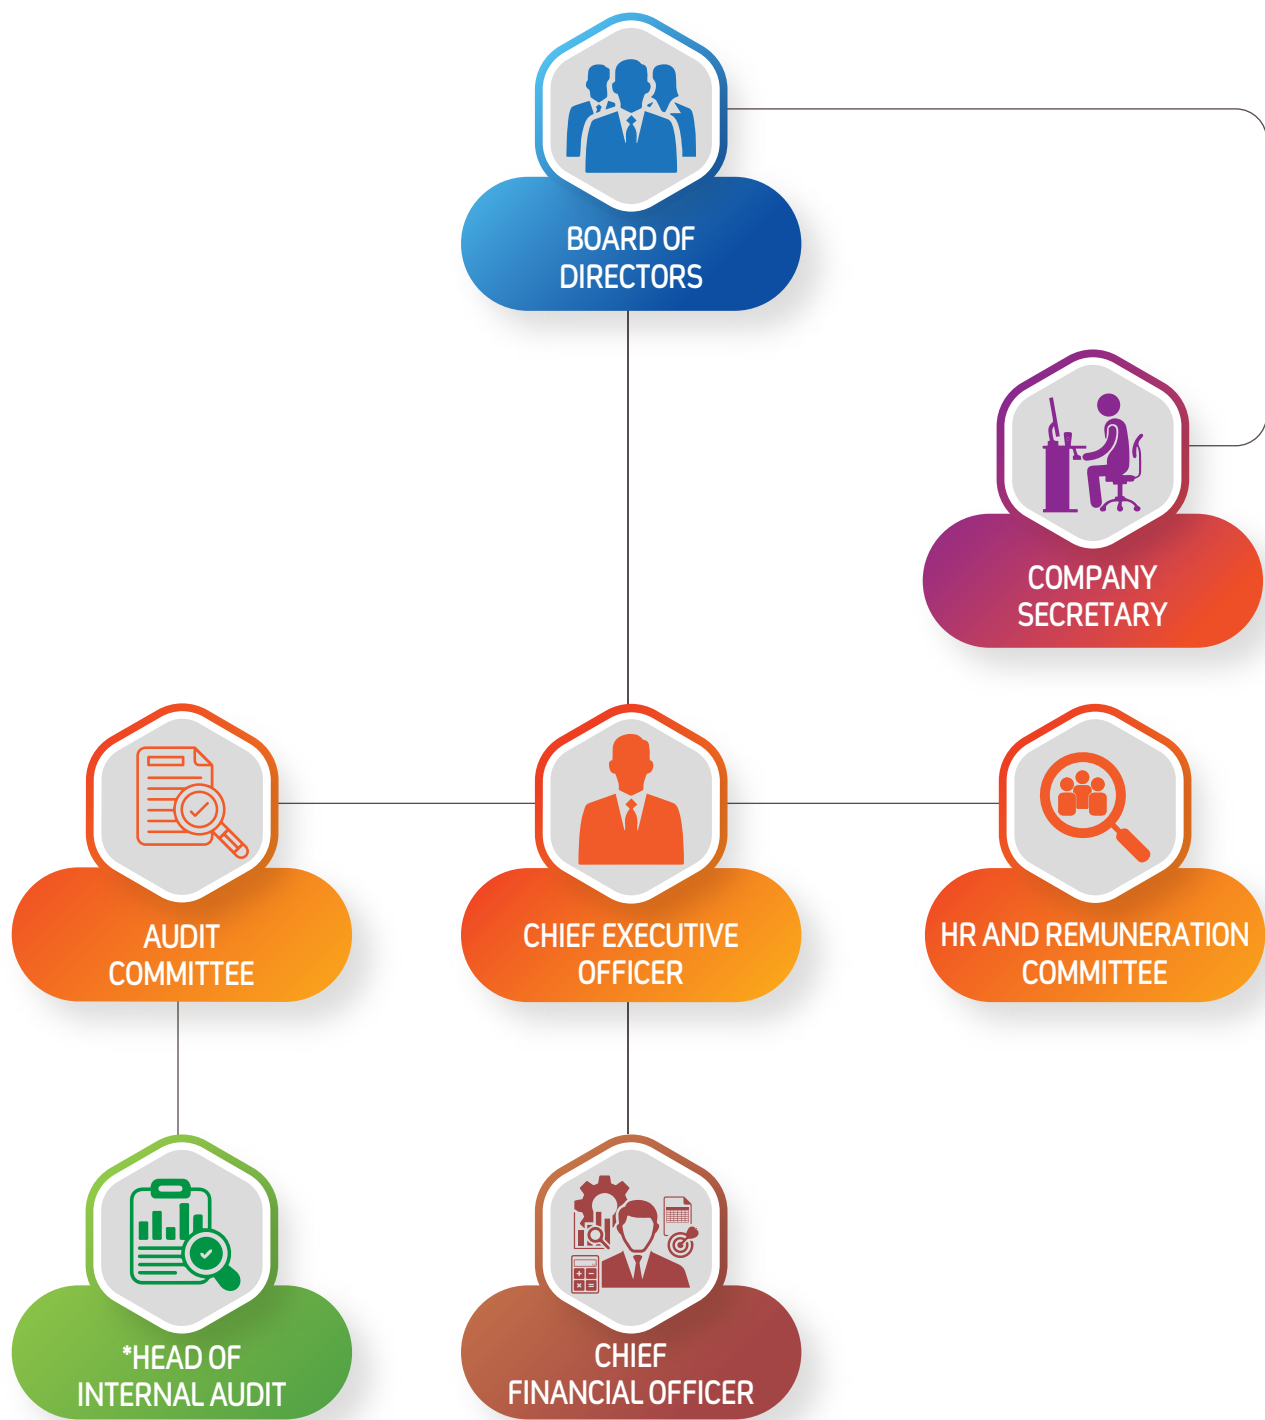 BOARD OF
DIRECTORS
COMPANY
SECRETARY
AUDIT
COMMITTEE
CHIEF EXECUTIVE
OFFICER
HR AND REMUNERATION
COMMITTEE
*HEAD OF
INTERNAL AUDIT
CHIEF
FINANCIAL OFFICER